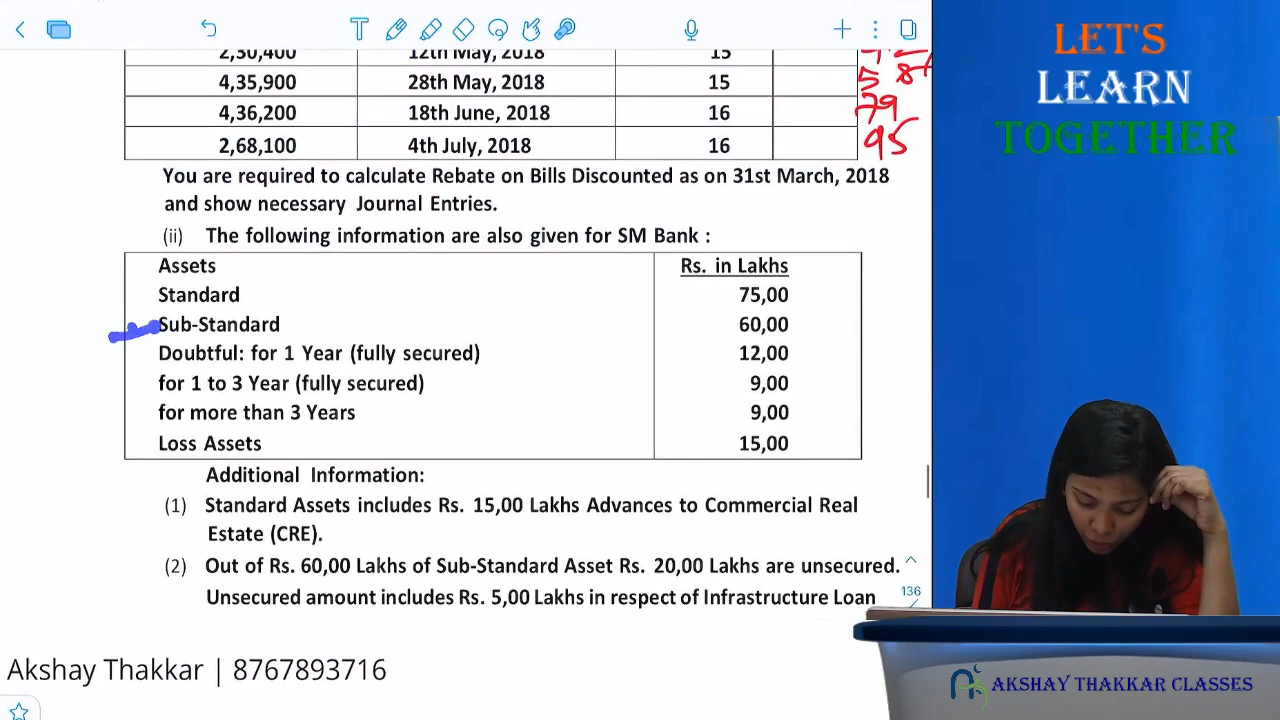 2,30,400 12th May, 2018 15
4,35,900 28th May, 2018 15 5
4,36,200 18th June, 2018 16 79
2,68,100 4th July, 2018 16 95
You are required to calculate Rebate on Bills Discounted as on 31st March, 2018
and show necessary Journal Entries.
(ii) The following information are also given for SM Bank :
Assets Rs. in Lakhs
Standard 75,00
Sub-Standard 60,00
Doubtful: for 1 Year (fully secured) 12,00
for 1 to 3 Year (fully secured) 9,00
for more than 3 Years 9,00
Loss Assets 15,00
Additional Information:
(1) Standard Assets includes Rs. 15,00 Lakhs Advances to Commercial Real
Estate (CRE).
(2) Out of Rs. 60,00 Lakhs of Sub-Standard Asset Rs. 20,00 Lakhs are unsecured.
Unsecured amount includes Rs. 5,00 Lakhs in respect of Infrastructure Loan
136
Akshay Thakkar | 8767893716
LET'S
LEARN
TOGETHER
AKSHAY THAKKAR CLASSES